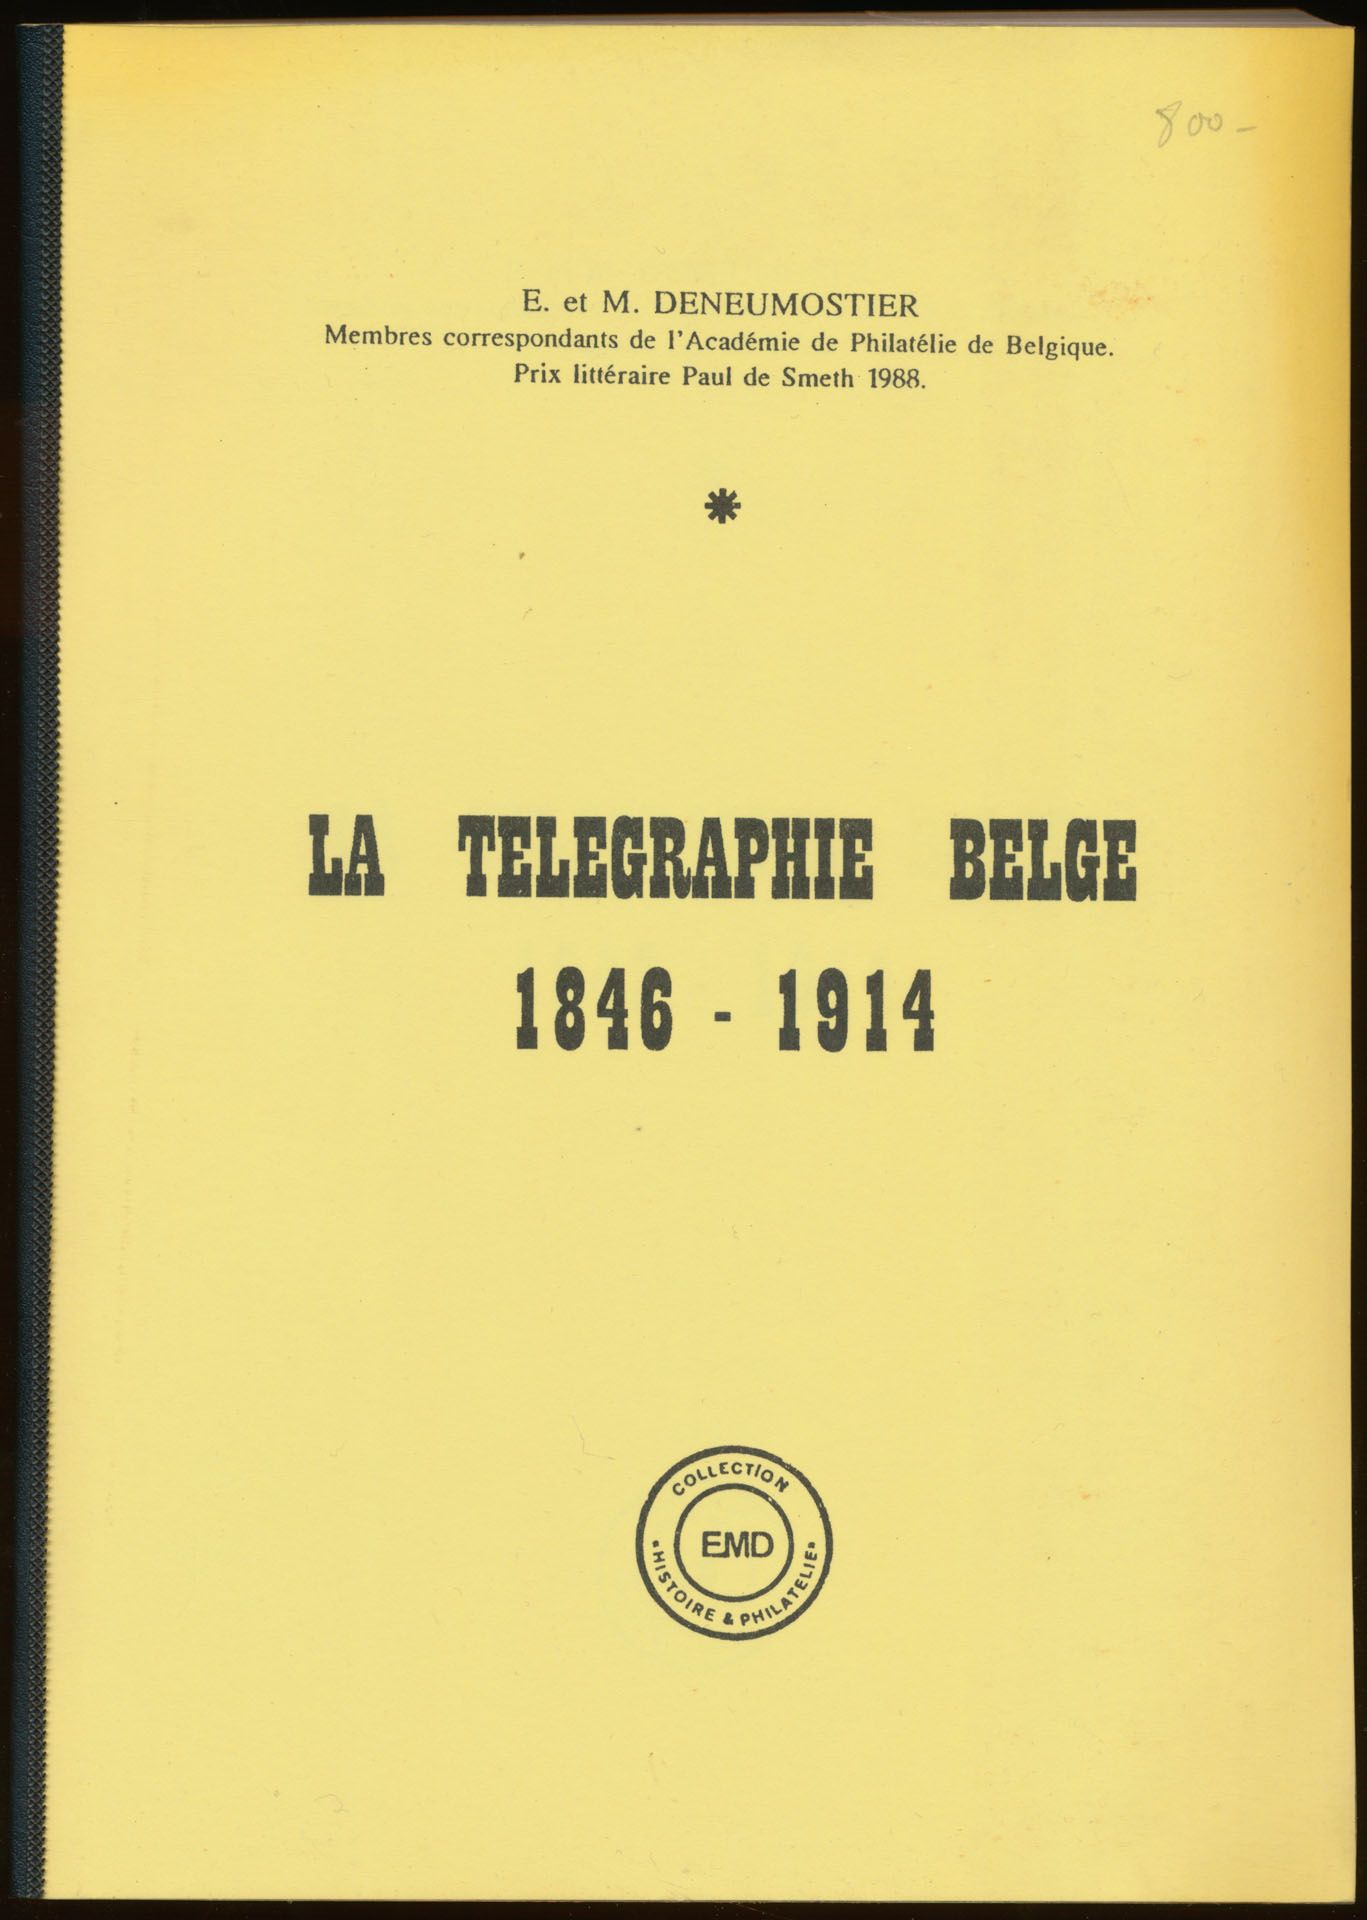 800-
E. et M. DENEUMOSTIER
Membres correspondants de l'Académie de Philatélie de Belgique.
Prix littéraire Paul de Smeth 1988.
*
LA TELEGRAPHIE BELGE
1846 - 1914
COLLECTION
EMD
"HISTOIRE & PHILATELIE"